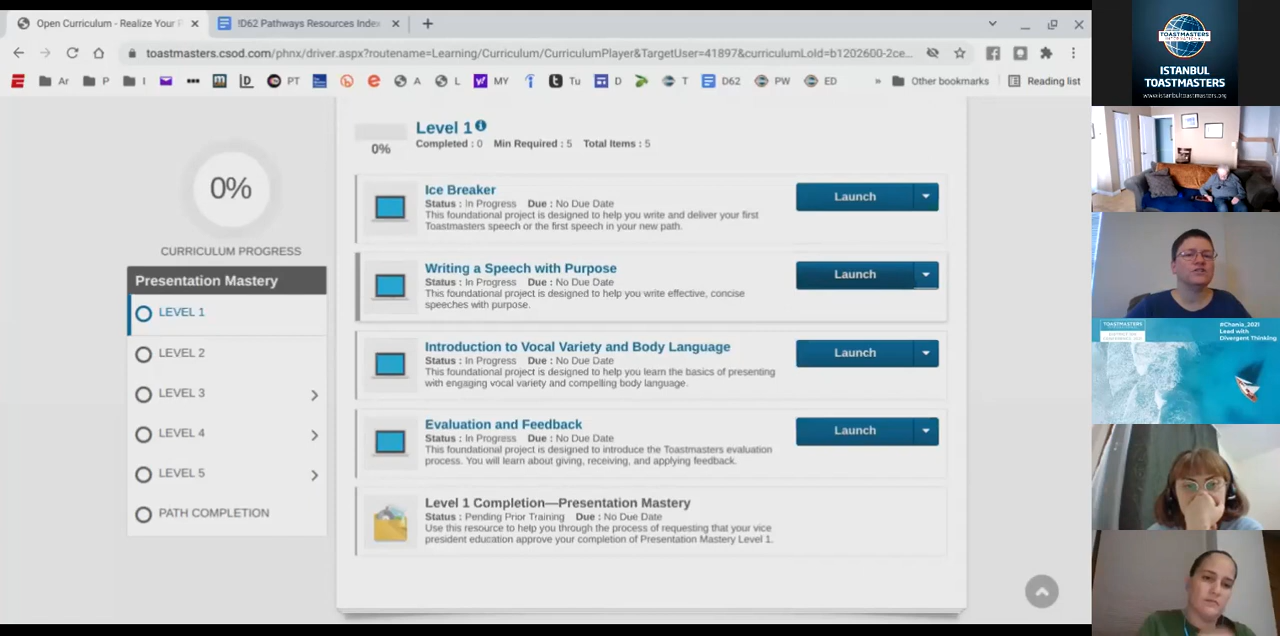 Open Curriculum - Realize Your P
!D62 Pathways Resources Index
toastmasters.csod.com/phnx/driver.aspx?routename=Learning/Curriculum/CurriculumPlayer&TargetUser=41897&curriculumLoId=b1202600-2ce...
Ar
P
I
PT
A
L
MY
Tu
D
T
D62
PW
ED
» Other bookmarks
Reading list
0%
CURRICULUM PROGRESS
Presentation Mastery
LEVEL 1
LEVEL 2
LEVEL 3
LEVEL 4
LEVEL 5
PATH COMPLETION
Level 1
0%
Completed : 0 Min Required : 5 Total Items : 5
Ice Breaker
Status : In Progress Due : No Due Date
This foundational project is designed to help you write and deliver your first
Toastmasters speech or the first speech in your new path.
Launch
Writing a Speech with Purpose
Status : In Progress Due : No Due Date
This foundational project is designed to help you write effective, concise
speeches with purpose.
Launch
Introduction to Vocal Variety and Body Language
Status : In Progress Due : No Due Date
This foundational project is designed to help you learn the basics of presenting
with engaging vocal variety and compelling body language.
Launch
Evaluation and Feedback
Status : In Progress Due : No Due Date
This foundational project is designed to introduce the Toastmasters evaluation
process. You will learn about giving, receiving, and applying feedback.
Launch
Level 1 Completion—Presentation Mastery
Status : Pending Prior Training Due : No Due Date
Use this resource to help you through the process of requesting that your vice
president education approve your completion of Presentation Mastery Level 1.
TOASTMASTERS
INTERNATIONAL
ISTANBUL
TOASTMASTERS
www.istanbultoastmasters.org
TOASTMASTERS
#Chania_2021
Lead with
Divergent Thinking